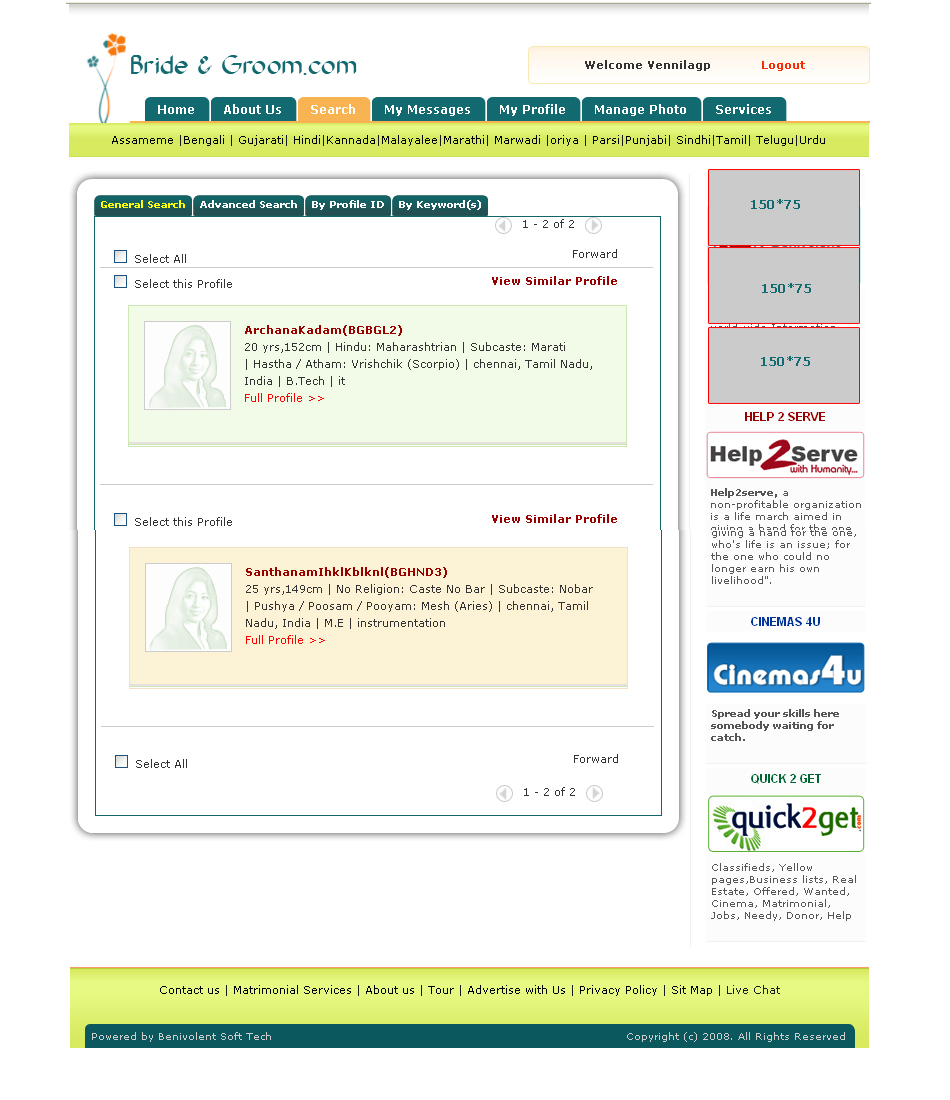 Bride & Groom.com
Welcome Vennilagp Logout
Home About Us Search My Messages My Profile Manage Photo Services
Assameme |Bengali | Gujarati| Hindi|Kannada|Malayalee|Marathi| Marwadi |oriya | Parsi|Punjabi| Sindhi|Tamil| Telugu|Urdu
General Search Advanced Search By Profile ID By Keyword(s)
1 - 2 of 2
Select All Forward
Select this Profile View Similar Profile
ArchanaKadam(BGBGL2)
20 yrs,152cm | Hindu: Maharashtrian | Subcaste: Marati
| Hastha / Atham: Vrishchik (Scorpio) | chennai, Tamil Nadu,
India | B.Tech | it
Full Profile >>
Select this Profile View Similar Profile
SanthanamIhklKblknl(BGHND3)
25 yrs,149cm | No Religion: Caste No Bar | Subcaste: Nobar
| Pushya / Poosam / Pooyam: Mesh (Aries) | chennai, Tamil
Nadu, India | M.E | instrumentation
Full Profile >>
Select All Forward
1 - 2 of 2
150*75
150*75
150*75
HELP 2 SERVE
Help2Serve
with Humanity...
Help2serve, a
non-profitable organization
is a life march aimed in
giving a hand for the one
giving a hand for the one,
who's life is an issue; for
the one who could no
longer earn his own
livelihood".
CINEMAS 4U
Cinemas4u
Spread your skills here
somebody waiting for
catch.
QUICK 2 GET
quick2get.com
Classifieds, Yellow
pages,Business lists, Real
Estate, Offered, Wanted,
Cinema, Matrimonial,
Jobs, Needy, Donor, Help
Contact us | Matrimonial Services | About us | Tour | Advertise with Us | Privacy Policy | Sit Map | Live Chat
Powered by Benivolent Soft Tech Copyright (c) 2008. All Rights Reserved